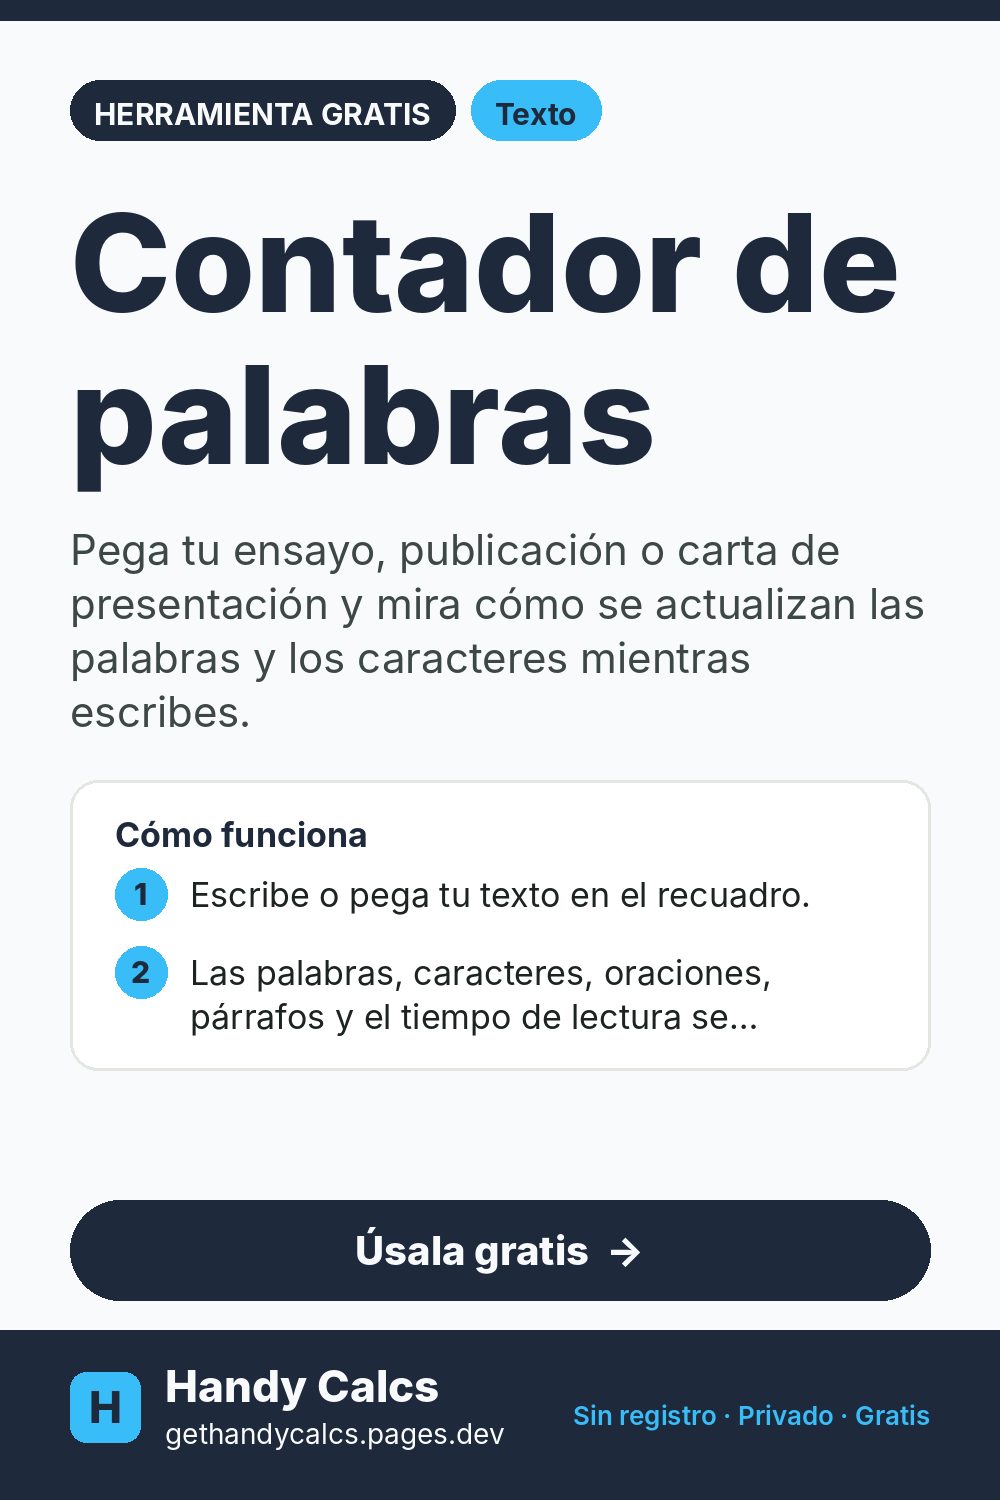 HERRAMIENTA GRATIS
Texto
Contador de
palabras
Pega tu ensayo, publicación o carta de
presentación y mira cómo se actualizan las
palabras y los caracteres mientras
escribes.
Cómo funciona
1 Escribe o pega tu texto en el recuadro.
2 Las palabras, caracteres, oraciones,
párrafos y el tiempo de lectura se...
Úsala gratis →
H
Handy Calcs
gethandycalcs.pages.dev
Sin registro · Privado · Gratis